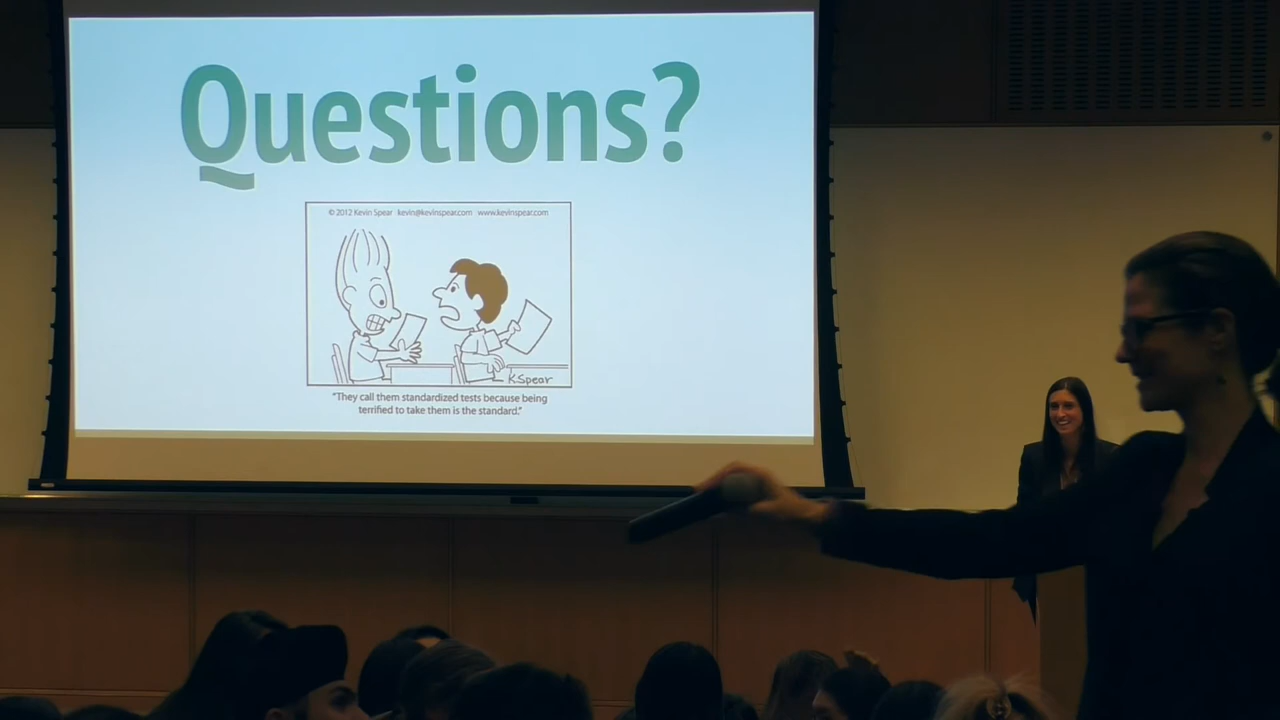 Questions?
© 2012 Kevin Spear kevin@kevinspear.com www.kevinspear.com
K.Spear
"They call them standardized tests because being
terrified to take them is the standard."